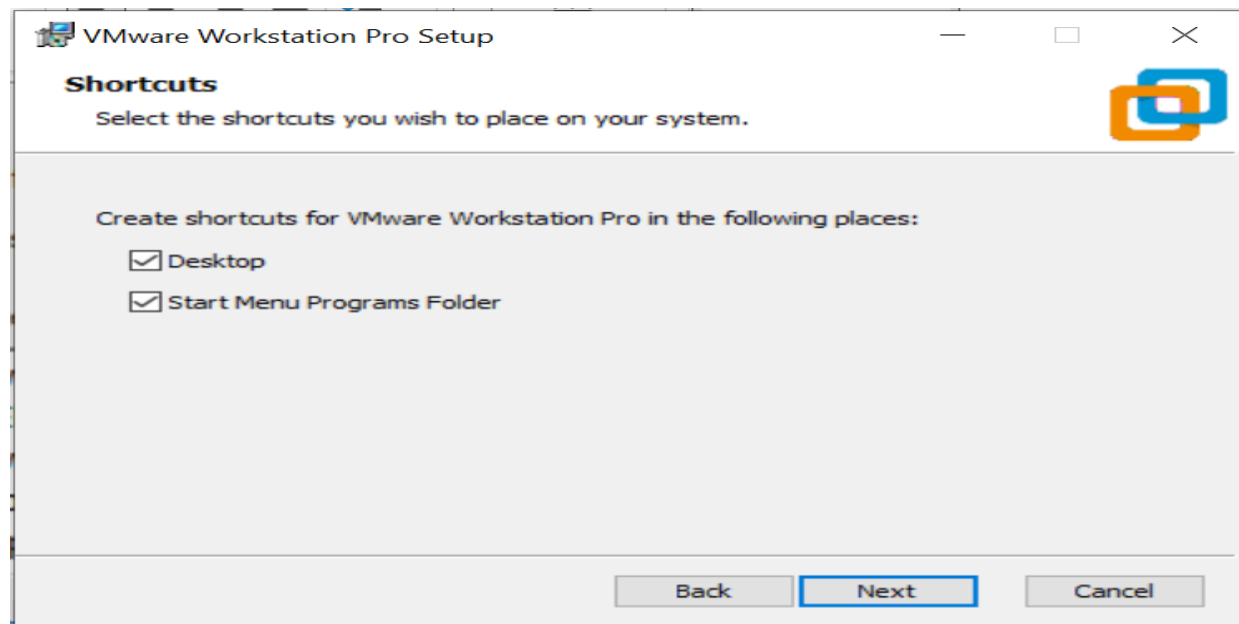 VMware Workstation Pro Setup
Shortcuts
Select the shortcuts you wish to place on your system.
Create shortcuts for VMware Workstation Pro in the following places:
Desktop
Start Menu Programs Folder
Back Next Cancel